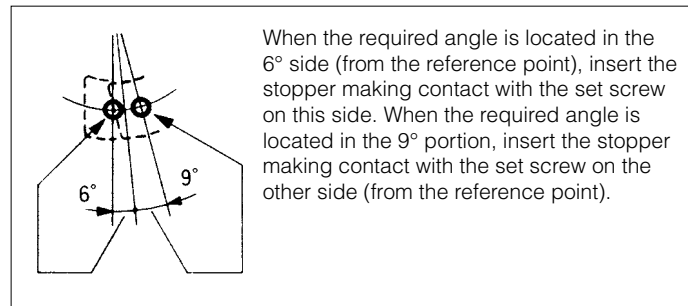 When the required angle is located in the
6° side (from the reference point), insert the
stopper making contact with the set screw
on this side. When the required angle is
located in the 9° portion, insert the stopper
making contact with the set screw on the
other side (from the reference point).
6°
9°